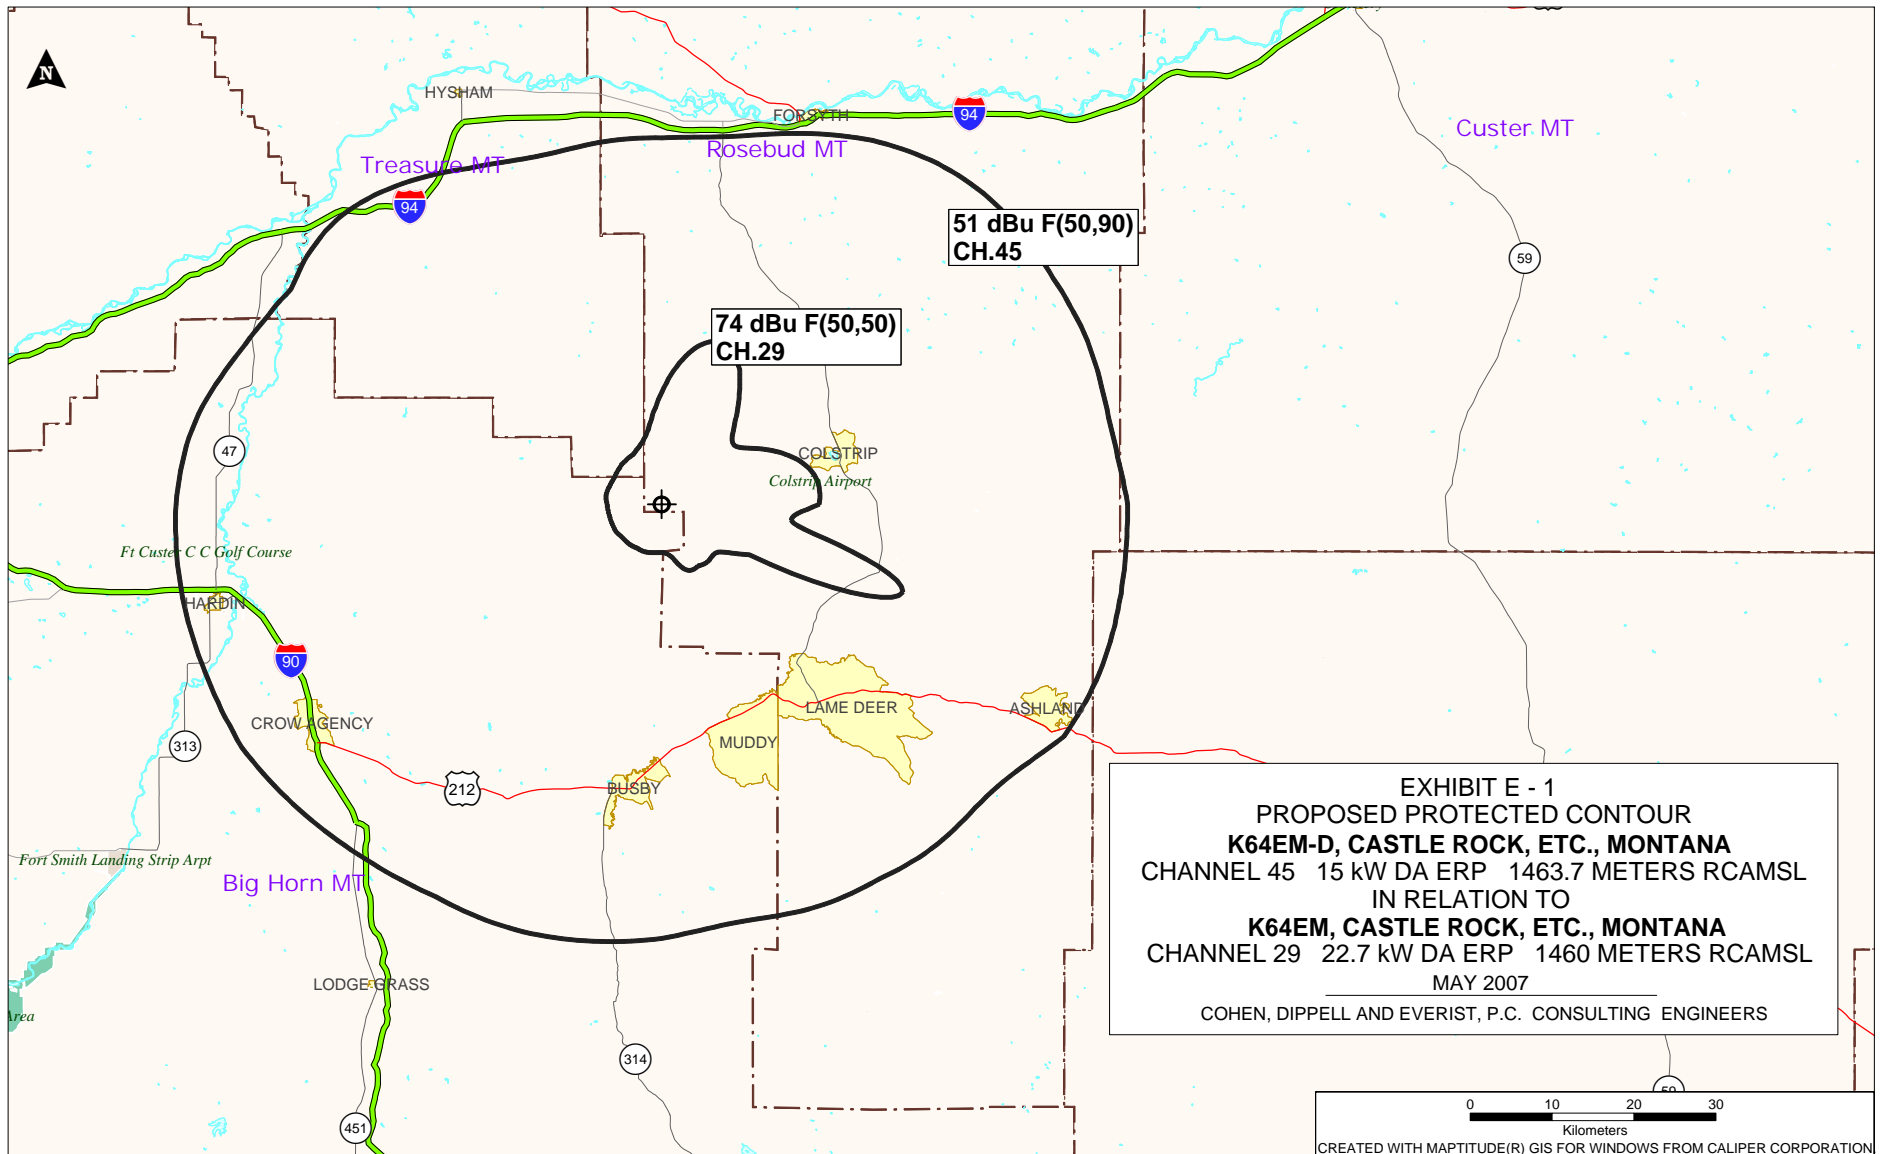 N
HYSHAM
FORSYTH
94
Custer MT
Treasure MT
Rosebud MT
94
51 dBu F(50,90)
CH.45
59
74 dBu F(50,50)
CH.29
47
COLSTRIP
Colstrip Airport
Ft Custer C C Golf Course
HARDIN
90
CROW AGENCY
313
212
LAME DEER
ASHLAND
MUDDY
BUSBY
Fort Smith Landing Strip Arpt
Big Horn MT
LODGE GRASS
Area
314
451
EXHIBIT E - 1
PROPOSED PROTECTED CONTOUR
K64EM-D, CASTLE ROCK, ETC., MONTANA
CHANNEL 45 15 kW DA ERP 1463.7 METERS RCAMSL
IN RELATION TO
K64EM, CASTLE ROCK, ETC., MONTANA
CHANNEL 29 22.7 kW DA ERP 1460 METERS RCAMSL
MAY 2007
COHEN, DIPPELL AND EVERIST, P.C. CONSULTING ENGINEERS
59
0 10 20 30
Kilometers
CREATED WITH MAPTITUDE(R) GIS FOR WINDOWS FROM CALIPER CORPORATION